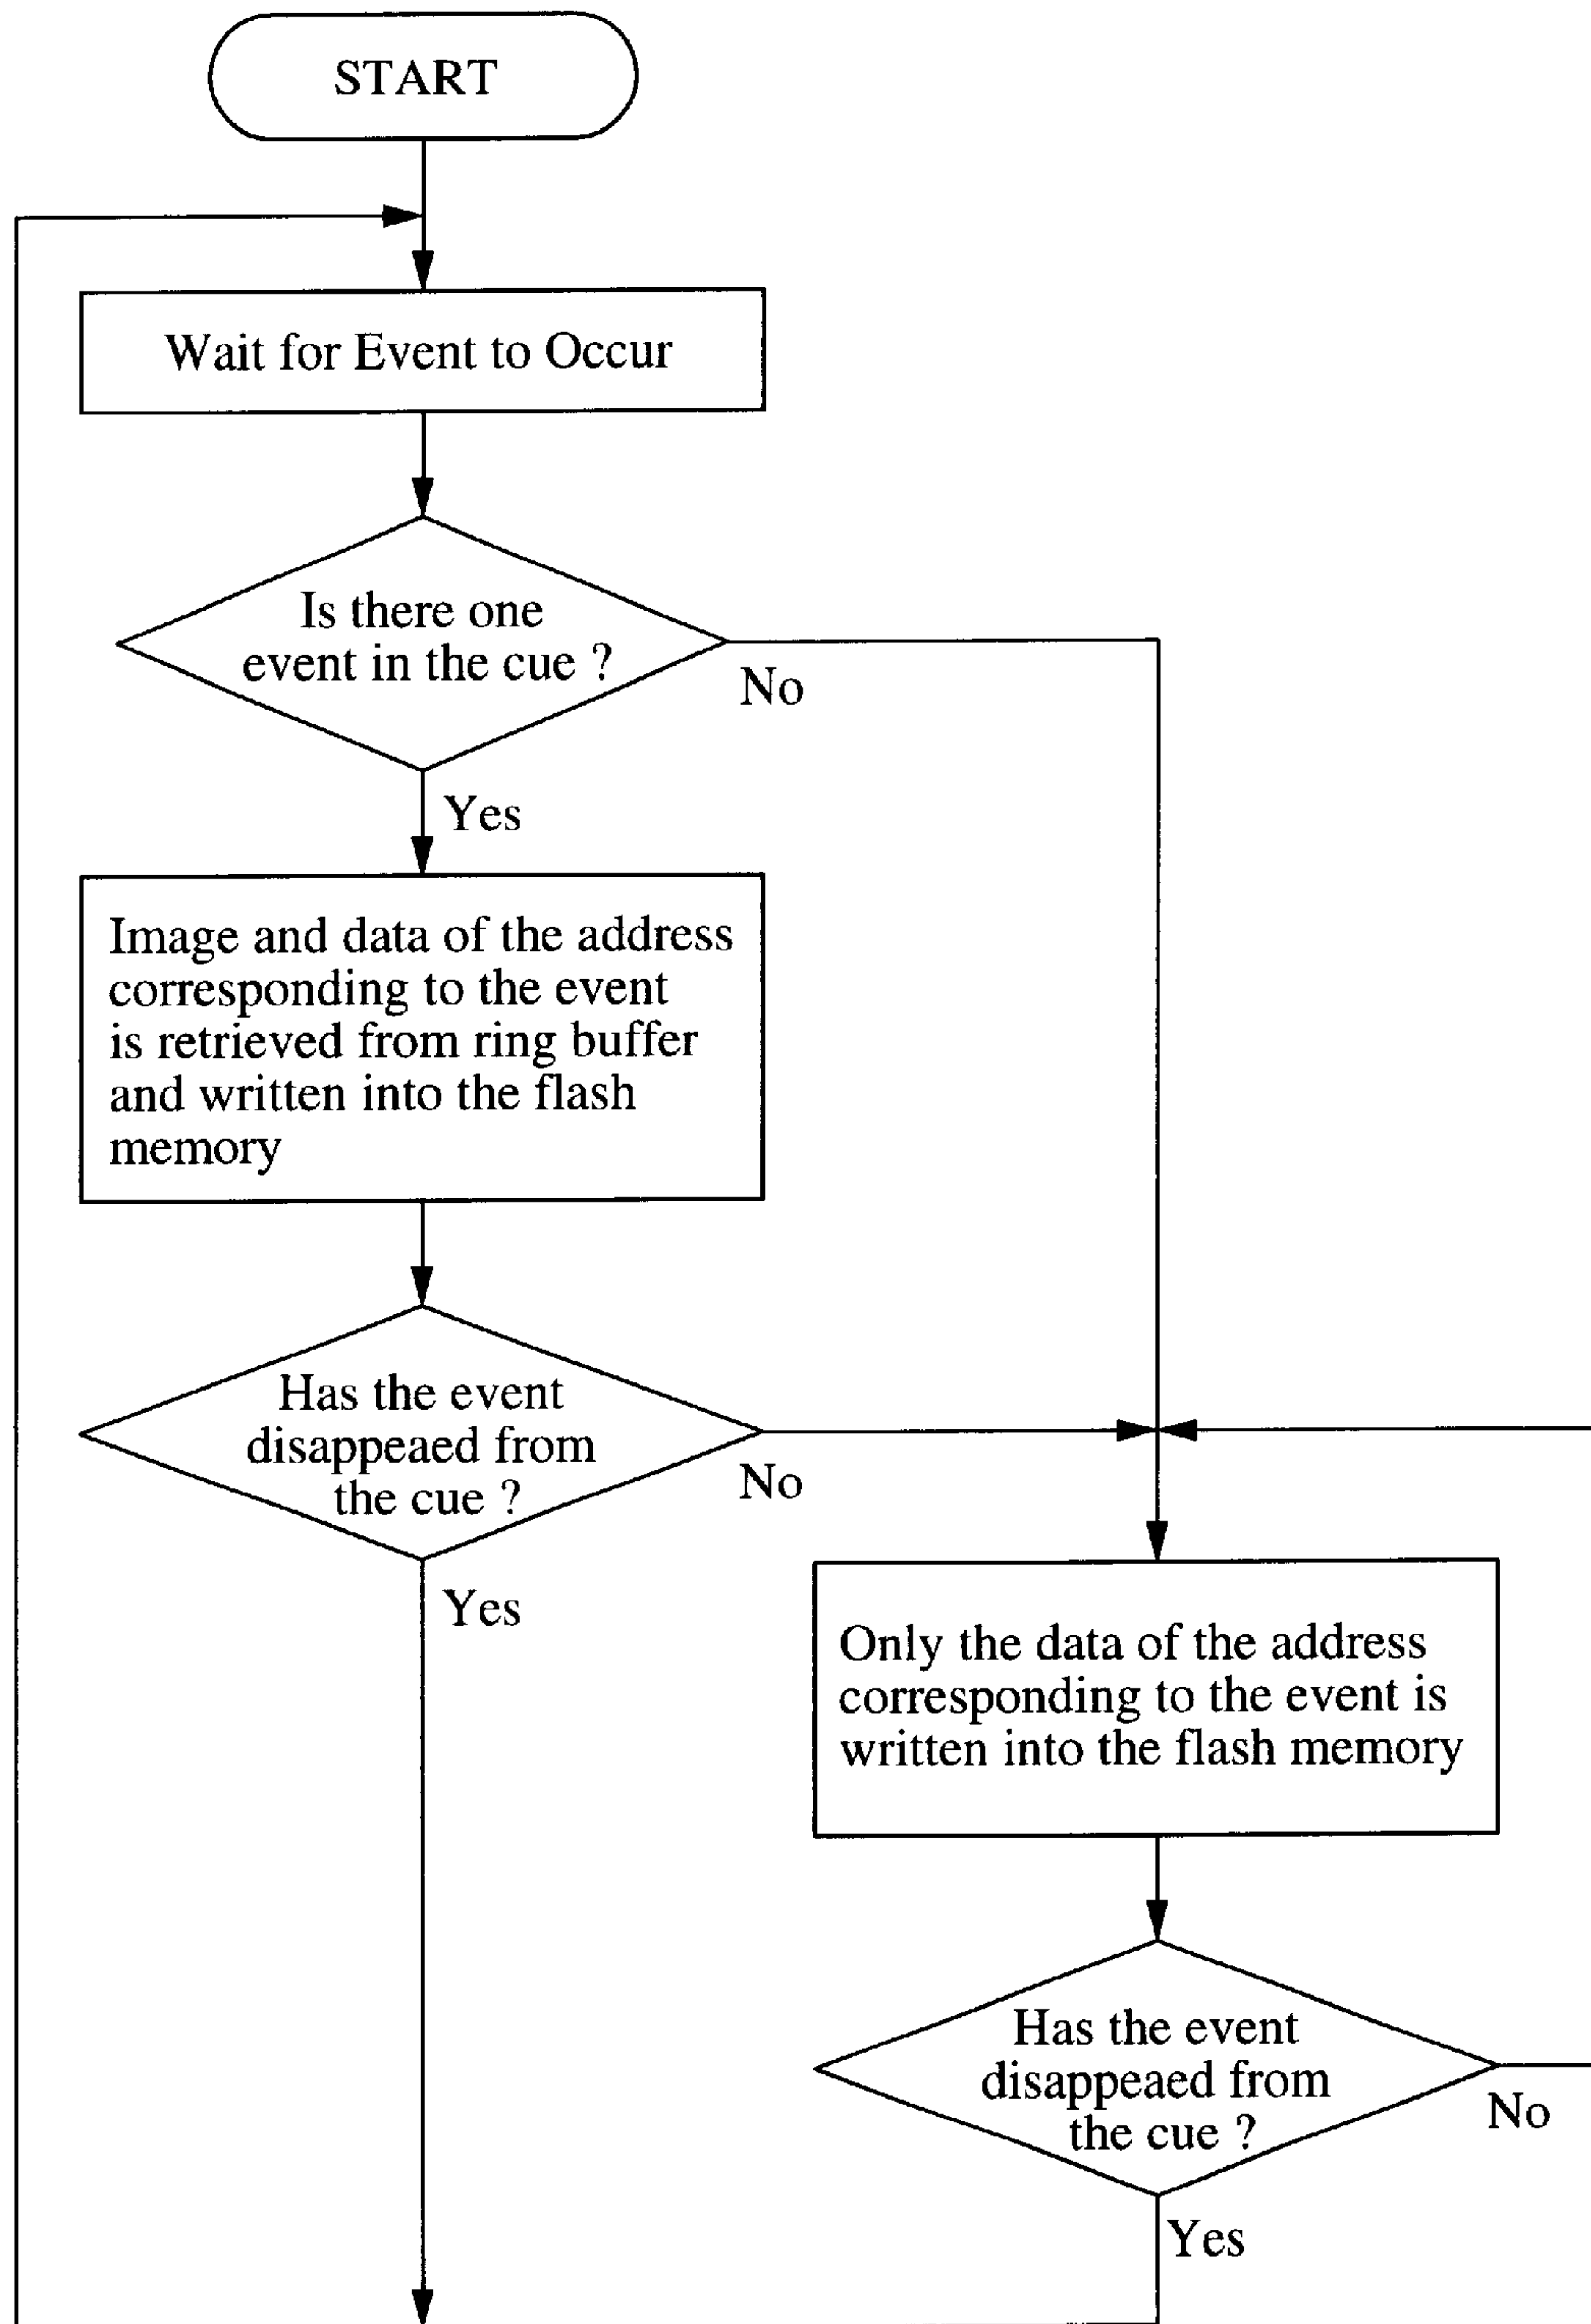 START
Wait for Event to Occur
Is there one
event in the cue ?
No
Yes
Image and data of the address
corresponding to the event
is retrieved from ring buffer
and written into the flash
memory
Has the event
disappeaed from
the cue ?
No
Yes
Only the data of the address
corresponding to the event is
written into the flash memory
Has the event
disappeaed from
the cue ?
No
Yes